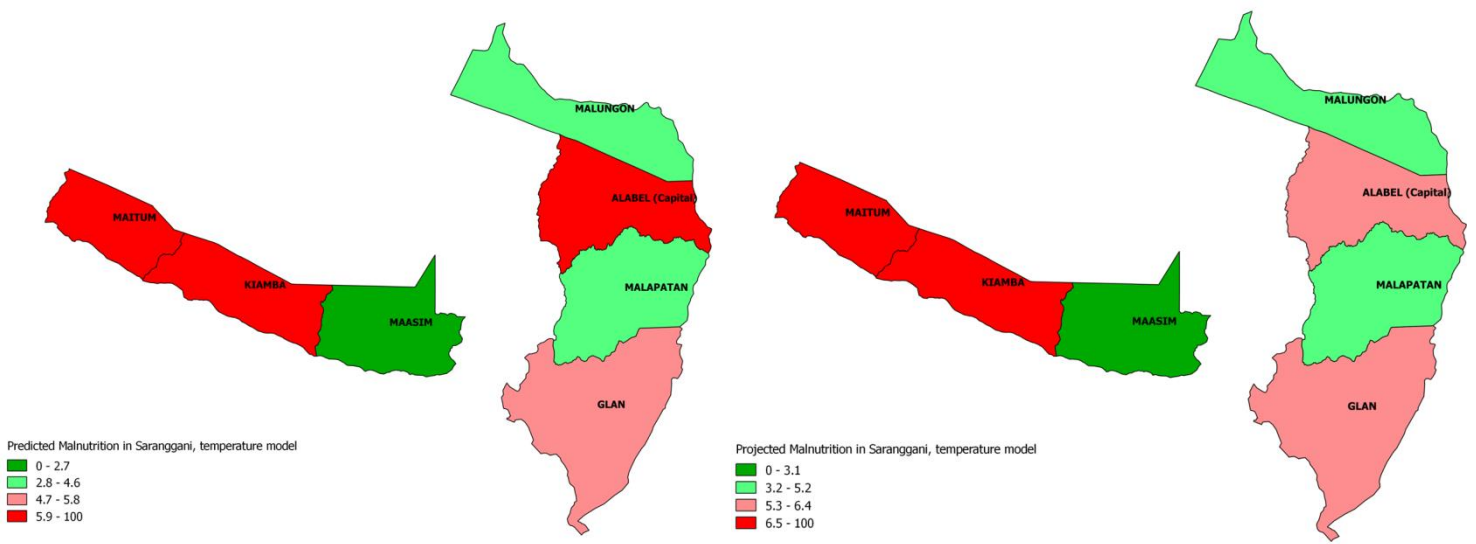 MALUNGON
ALABEL (Capital)
MAITUM
KIAMBA
MALAPATAN
MAASIM
GLAN
Predicted Malnutrition in Saranggani, temperature model
0 - 2.7
2.8 - 4.6
4.7 - 5.8
5.9 - 100
MALUNGON
ALABEL (Capital)
MAITUM
KIAMBA
MALAPATAN
MAASIM
GLAN
Projected Malnutrition in Saranggani, temperature model
0 - 3.1
3.2 - 5.2
5.3 - 6.4
6.5 - 100